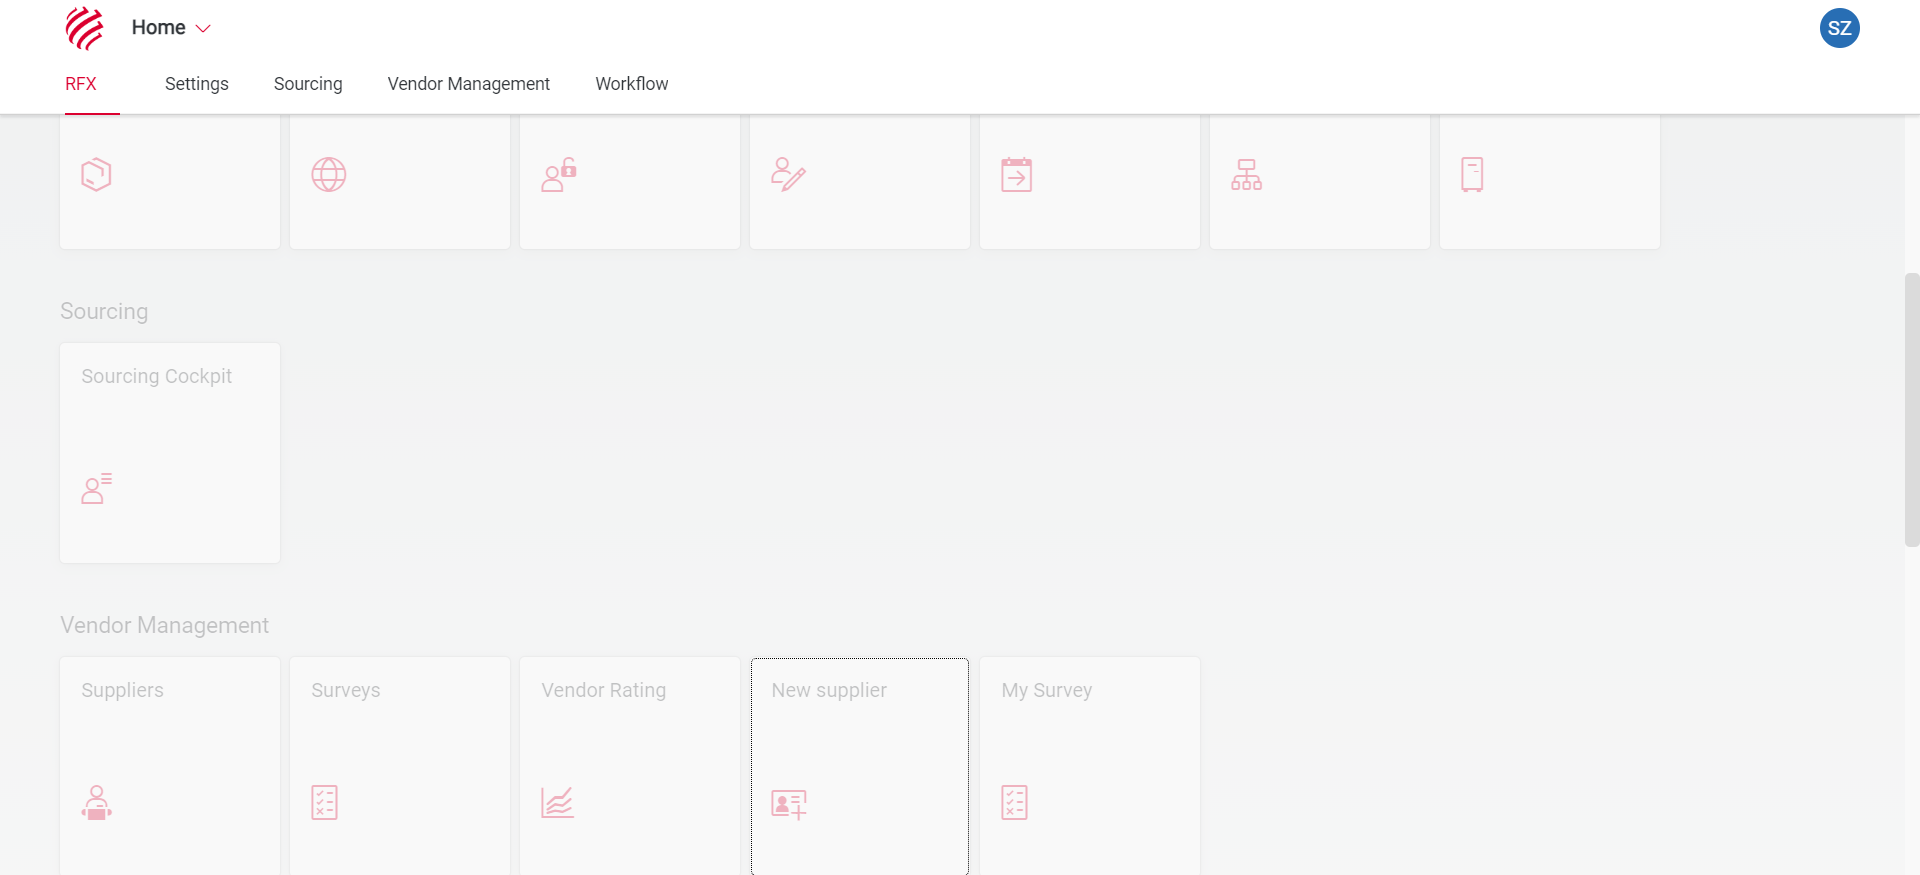 Home
SZ
RFX
Settings
Sourcing
Vendor Management
Workflow
Sourcing
Sourcing Cockpit
Vendor Management
Suppliers
Surveys
Vendor Rating
New supplier
My Survey